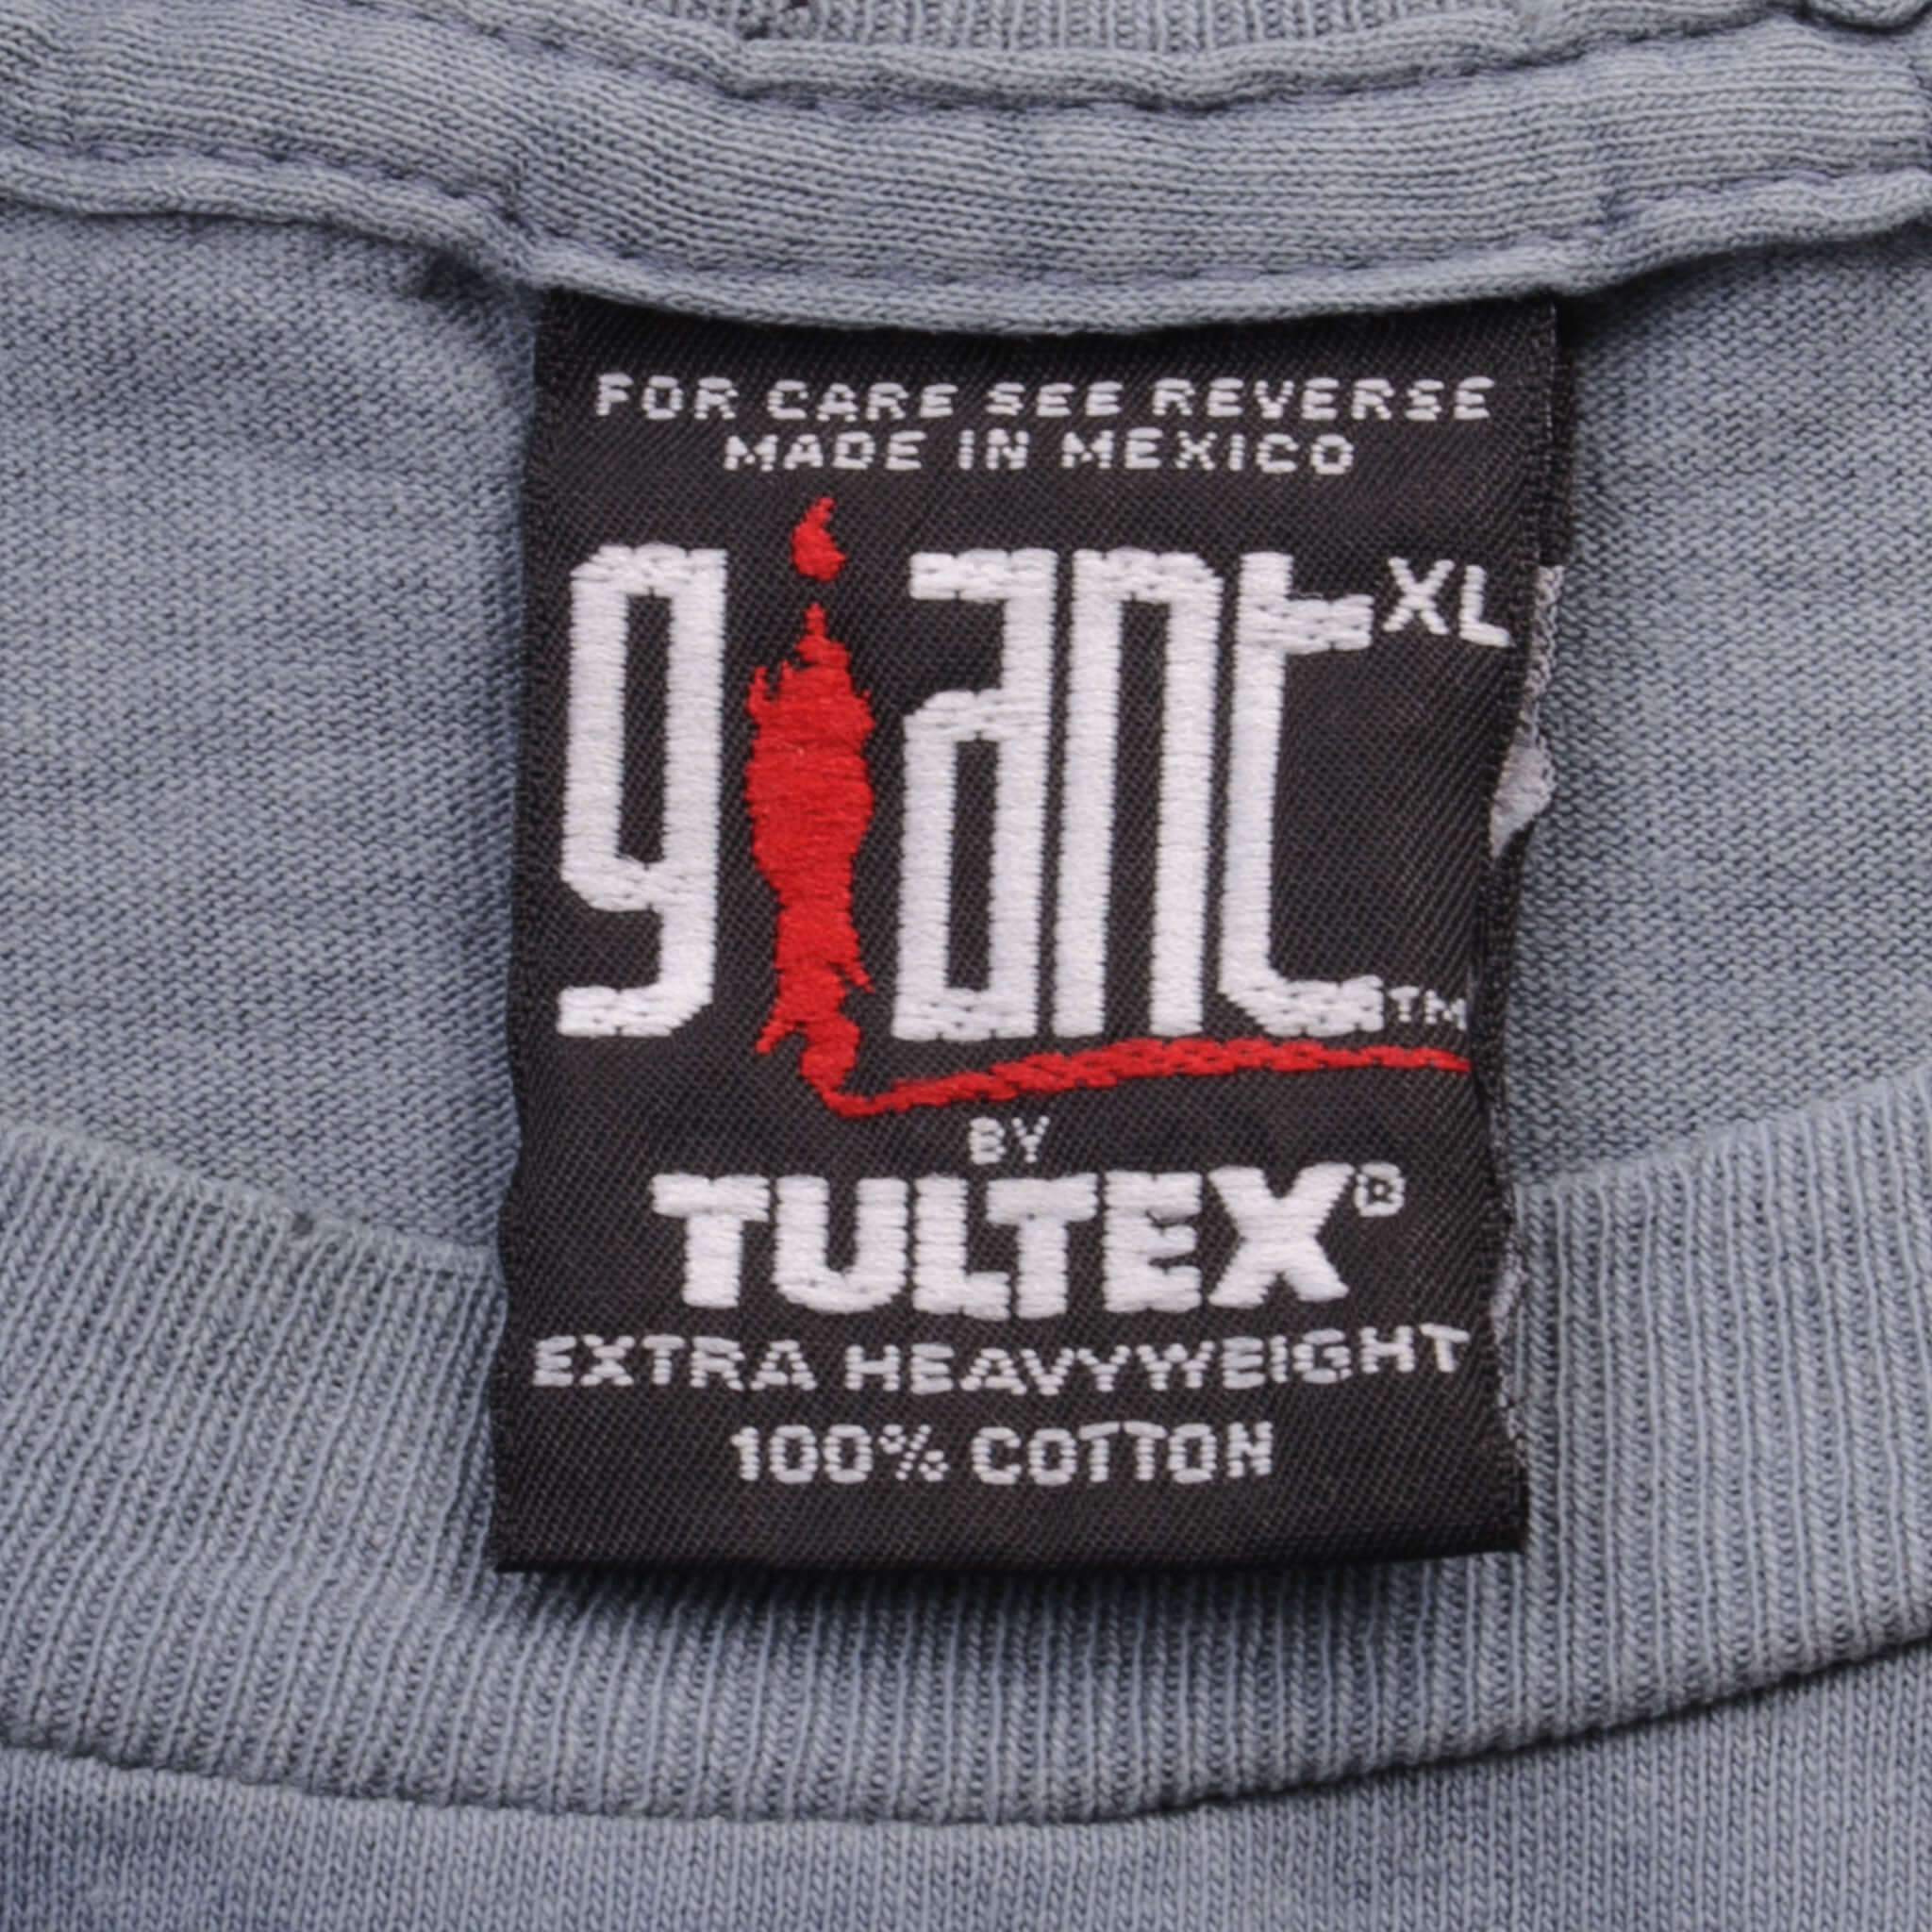 FOR CARE SEE REVERSE
MADE IN MEXICO
giant XL
TM
BY
TULTEX®
EXTRA HEAVYWEIGHT
100% COTTON